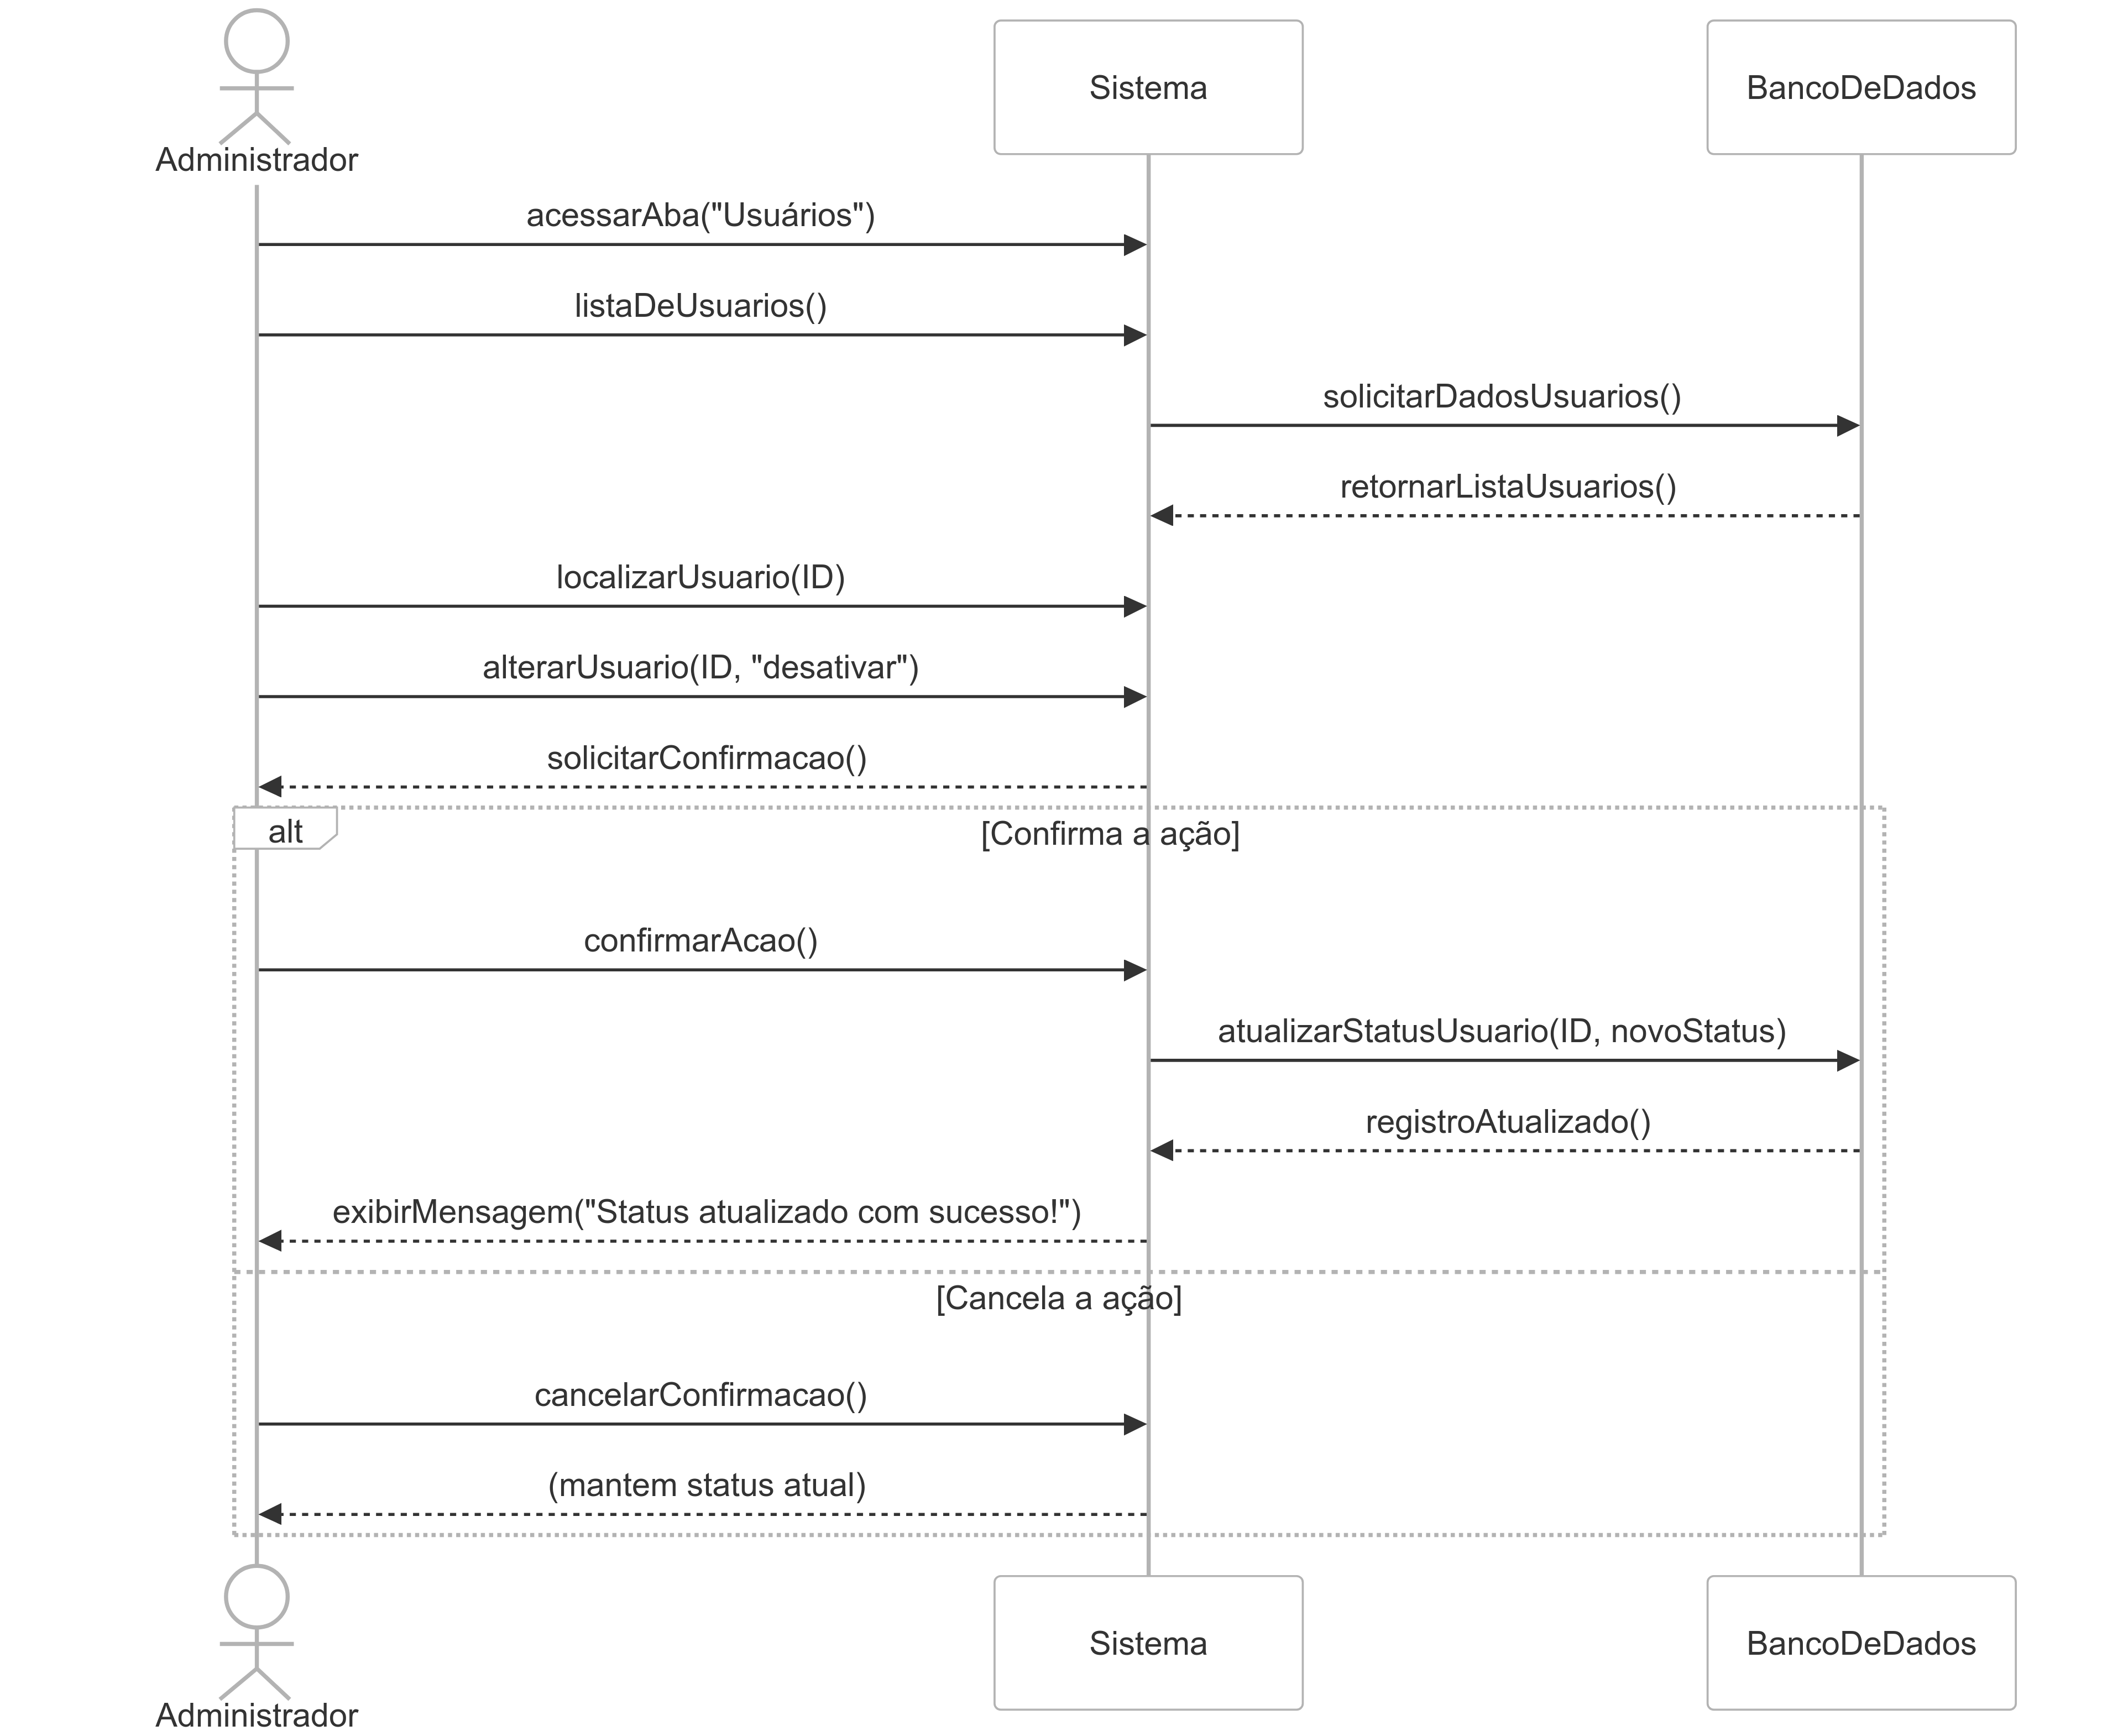 Administrador
Sistema
BancoDeDados
acessarAba("Usuários")
listaDeUsuarios()
solicitarDadosUsuarios()
retornarListaUsuarios()
localizarUsuario(ID)
alterarUsuario(ID, "desativar")
solicitarConfirmacao()
alt
[Confirma a ação]
confirmarAcao()
atualizarStatusUsuario(ID, novoStatus)
registroAtualizado()
exibirMensagem("Status atualizado com sucesso!")
[Cancela a ação]
cancelarConfirmacao()
(mantem status atual)
Administrador
Sistema
BancoDeDados